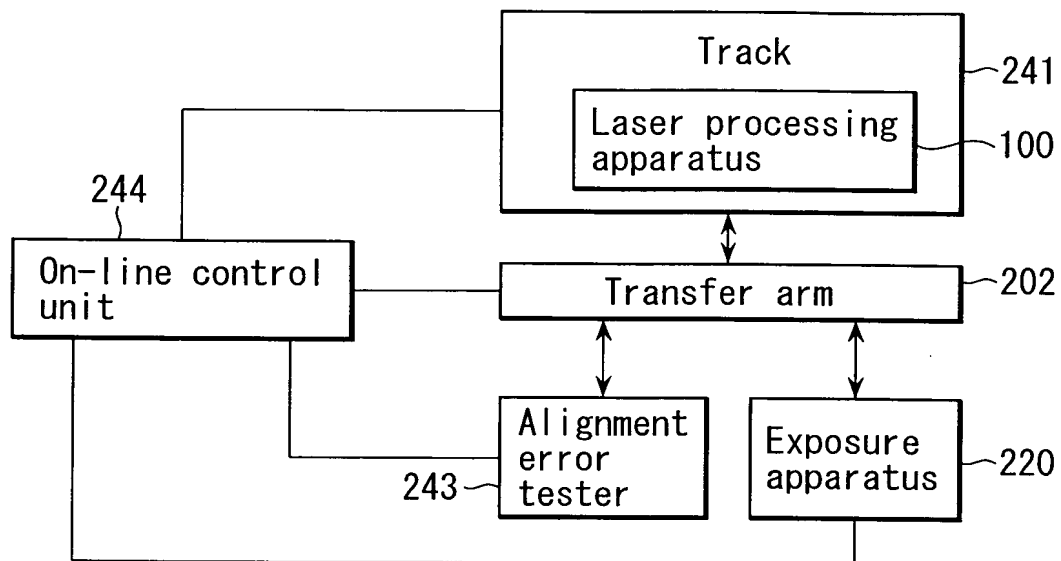 Track
241
Laser processing
apparatus
100
244
On-line control
unit
Transfer arm
202
Alignment
error
tester
243
Exposure
apparatus
220